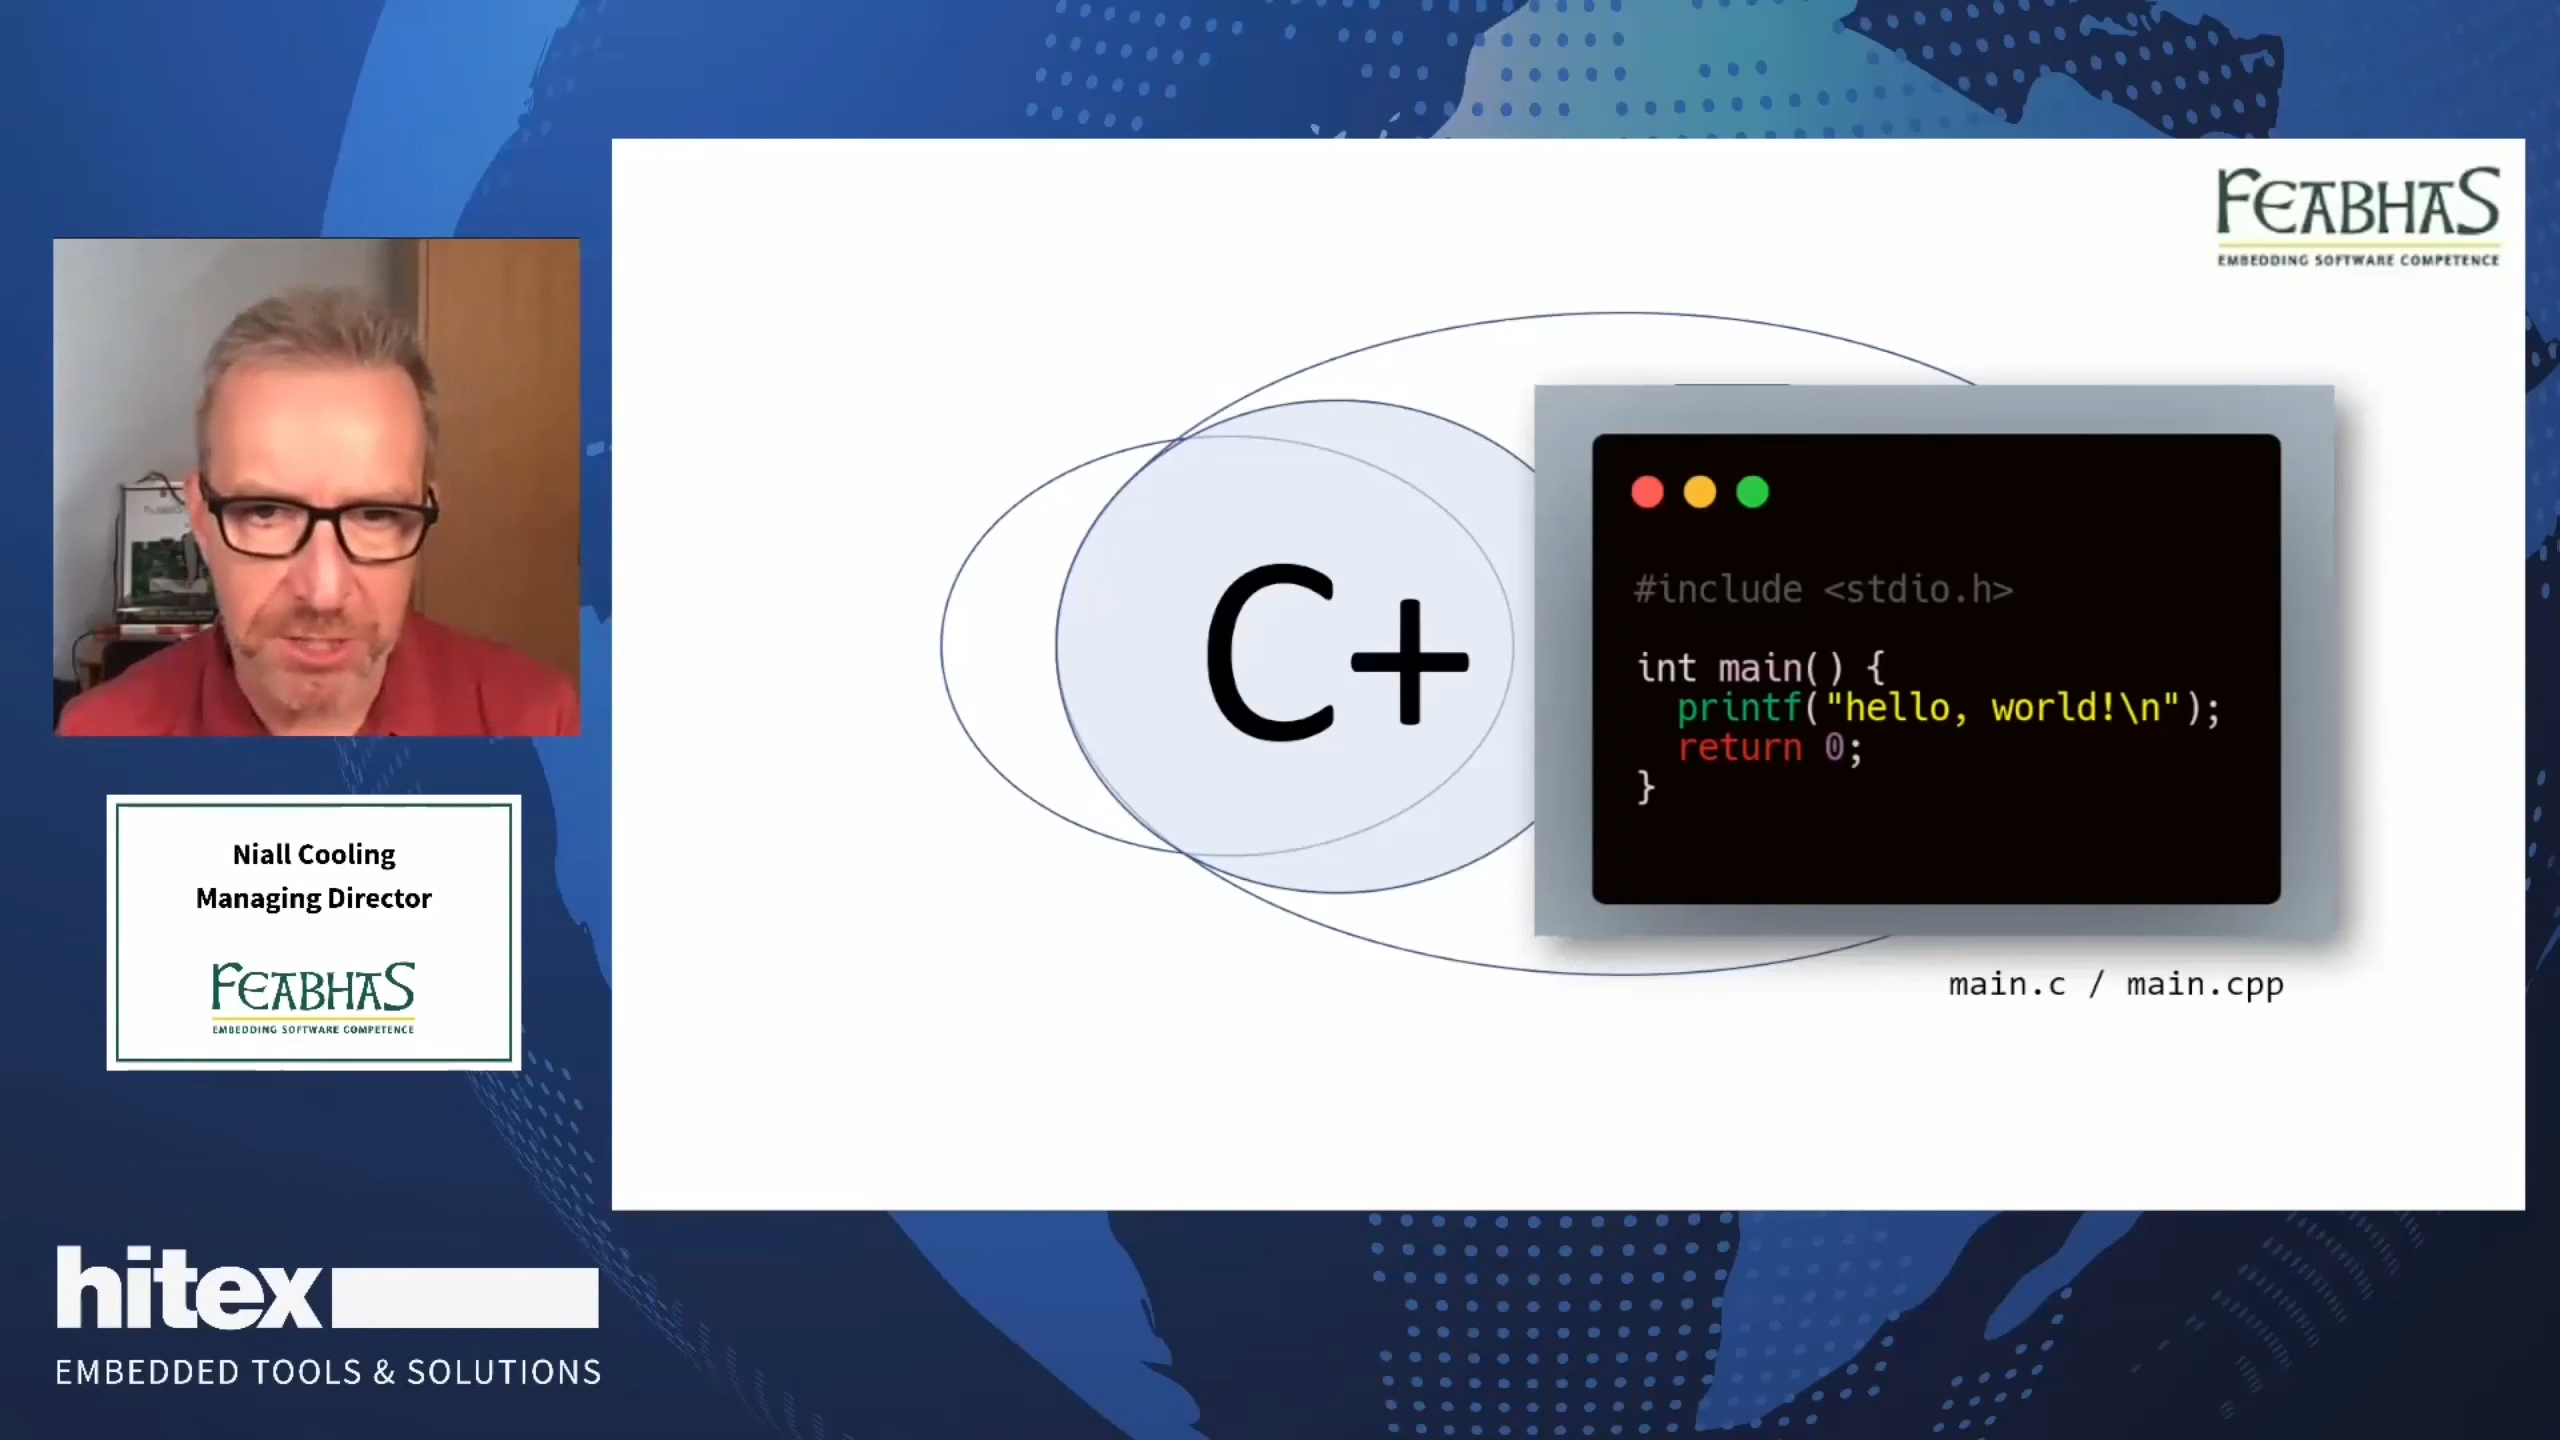 FEABHAS
EMBEDDING SOFTWARE COMPETENCE
C+
#include <stdio.h>
int main() {
  printf("hello, world!\n");
  return 0;
}
main.c / main.cpp
Niall Cooling
Managing Director
FEABHAS
EMBEDDING SOFTWARE COMPETENCE
hitex
EMBEDDED TOOLS & SOLUTIONS